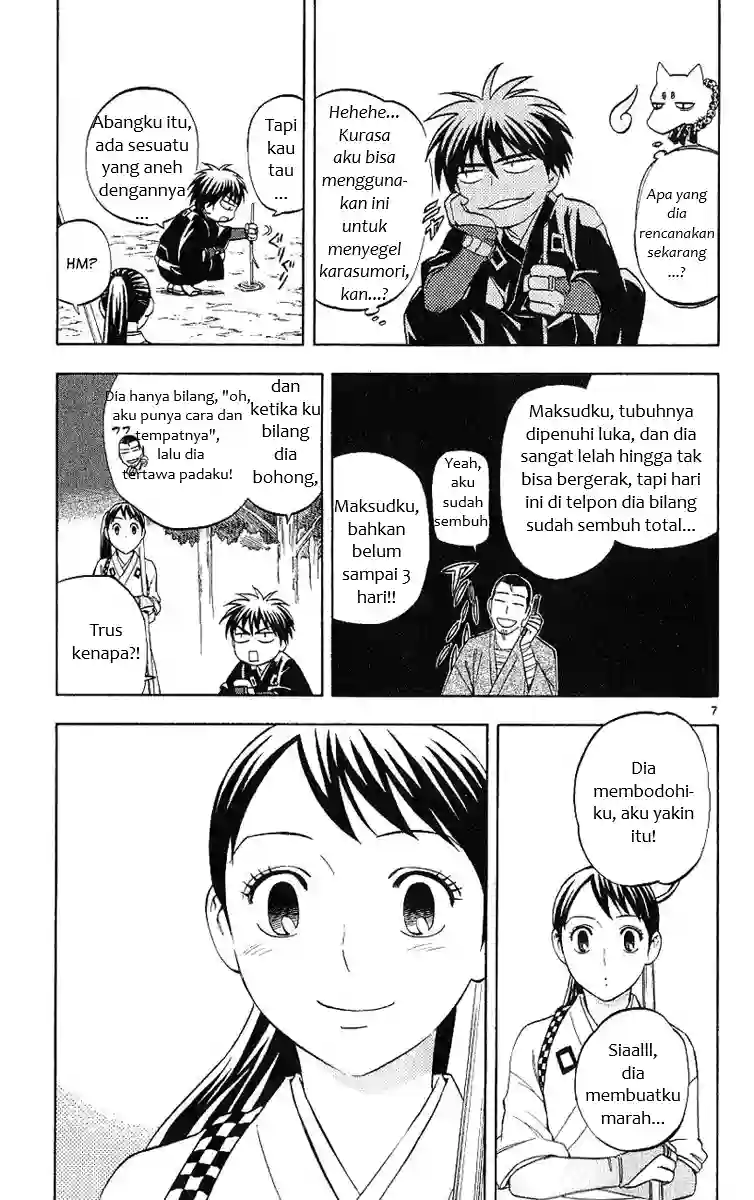 Apa yang
dia
rencanakan
sekarang
...?
Hehehe...
Kurasa
aku bisa
mengguna-
kan ini
untuk
menyegel
karasumori,
kan...?
Tapi
kau
tau
...
Abangku itu,
ada sesuatu
yang aneh
dengannya
...
HM?
Maksudku, tubuhnya
dipenuhi luka, dan dia
sangat lelah hingga tak
bisa bergerak, tapi hari
ini di telpon dia bilang
sudah sembuh total...
Yeah,
aku
sudah
sembuh
Maksudku,
bahkan
belum
sampai 3
hari!!
dan
ketika ku
bilang
dia
bohong,
Dia hanya bilang, "oh,
aku punya cara dan
tempatnya",
lalu dia
tertawa padaku!
Trus
kenapa?!
7
Dia
membodohi-
ku, aku yakin
itu!
Siaalll,
dia
membuatku
marah...